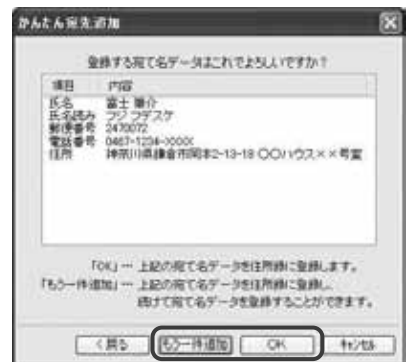 かんたん宛先追加
登録する宛て名データはこれでよろしいですか?
項目 内容
氏名 富士 筆介
氏名読み フジ フデスケ
郵便番号 2470072
電話番号 0467-1234-XXXX
住所 神奈川県鎌倉市岡本2-13-18 〇〇ハウス××号室
「OK」… 上記の宛て名データを住所録に登録します。
「もう一件追加」… 上記の宛て名データを住所録に登録し、
続けて宛て名データを登録することができます。
< 戻る もう一件追加 OK キャンセル